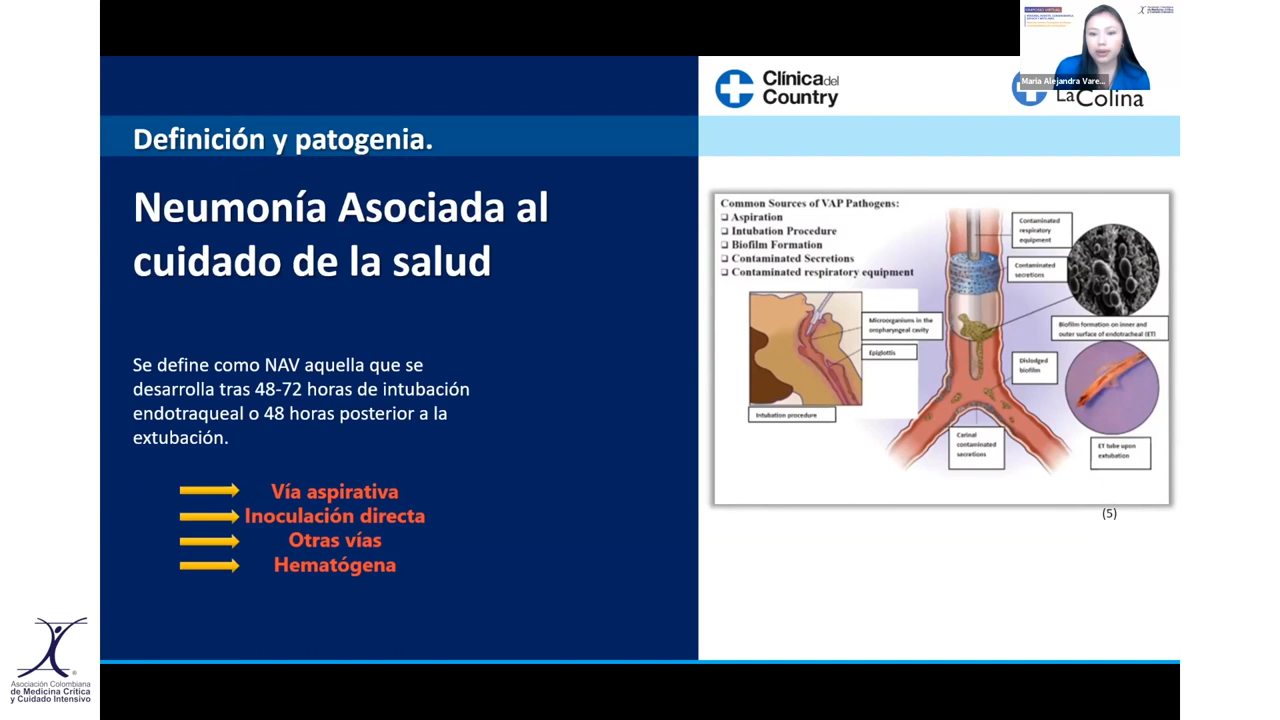 Definición y patogenia.
Neumonía Asociada al
cuidado de la salud
Se define como NAV aquella que se
desarrolla tras 48-72 horas de intubación
endotraqueal o 48 horas posterior a la
extubación.
Vía aspirativa
Inoculación directa
Otras vías
Hematógena
Clínica del
Country
La Colina
SIMPOSIO VIRTUAL
Maria Alejandra Vare...
Common Sources of VAP Pathogens:
Aspiration
Intubation Procedure
Biofilm Formation
Contaminated Secretions
Contaminated respiratory equipment
Contaminated
respiratory
equipment
Contaminated
secretions
Microorganisms in the
oropharyngeal cavity
Epiglottis
Intubation procedure
Biofilm formation on inner and
outer surface of endotracheal (ET)
Dislodged
biofilm
Carinal
contaminated
secretions
ET tube upon
extubation
(5)
Asociación Colombiana
de Medicina Crítica
y Cuidado Intensivo